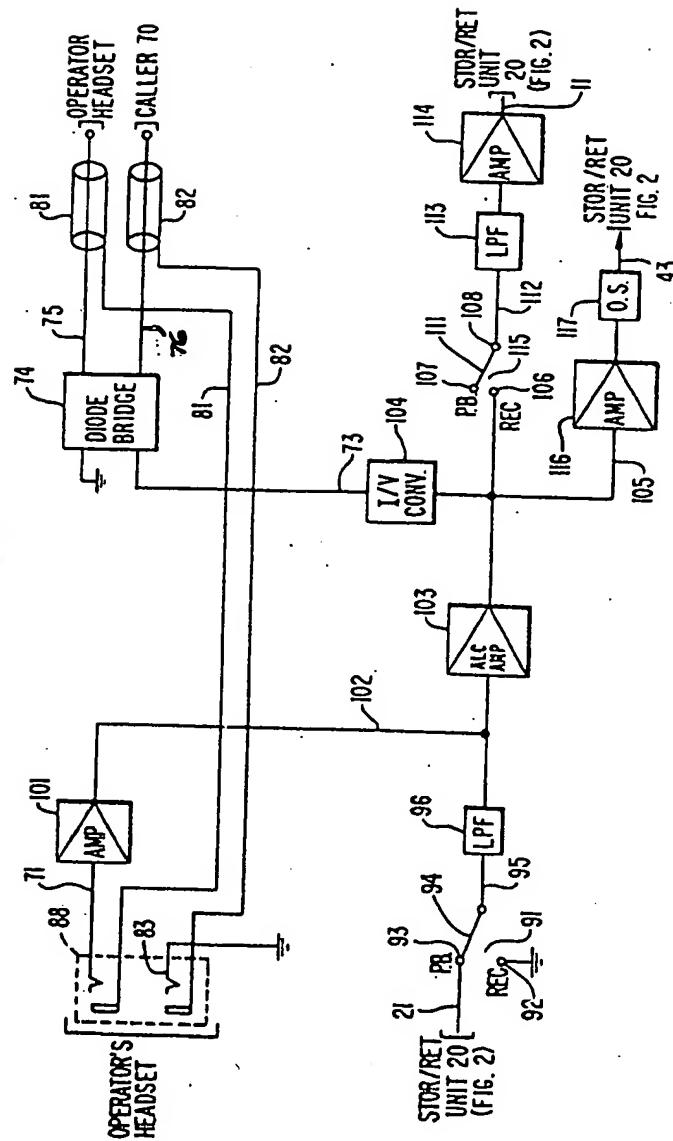 OPERATOR
HEADSET
CALLER 70
81
82
75
76
74
DIODE
BRIDGE
81
82
STOR/RET
UNIT
20
(FIG. 2)
11
114
AMP
113
LPF
112
STOR/RET
UNIT 20
FIG. 2
43
O.S.
117
AMP
116
105
111
108
107
P.B.
115
106
REC
73
104
I/V
CONV.
103
ALC
AMP
102
101
AMP
71
88
83
OPERATOR'S
HEADSET
96
LPF
95
94
93
P.B.
91
REC
92
21
STOR/RET
UNIT 20
(FIG. 2)